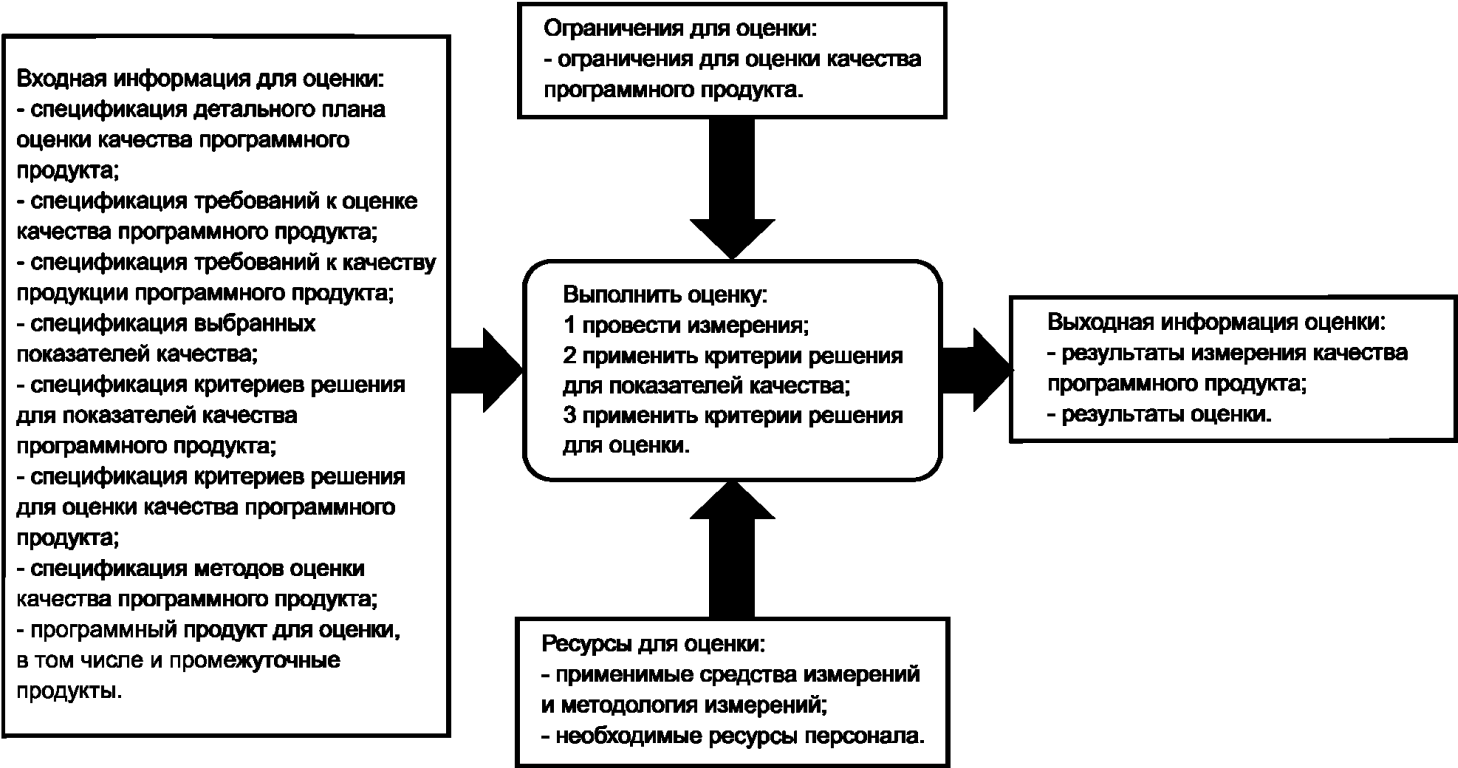 Входная информация для оценки:
- спецификация детального плана
оценки качества программного
продукта;
- спецификация требований к оценке
качества программного продукта;
- спецификация требований к качеству
продукции программного продукта;
- спецификация выбранных
показателей качества;
- спецификация критериев решения
для показателей качества
программного продукта;
- спецификация критериев решения
для оценки качества программного
продукта;
- спецификация методов оценки
качества программного продукта;
- программный продукт для оценки,
в том числе и промежуточные
продукты.
Ограничения для оценки:
- ограничения для оценки качества
программного продукта.
Выполнить оценку:
1 провести измерения;
2 применить критерии решения
для показателей качества;
3 применить критерии решения
для оценки.
Ресурсы для оценки:
- применимые средства измерений
и методология измерений;
- необходимые ресурсы персонала.
Выходная информация оценки:
- результаты измерения качества
программного продукта;
- результаты оценки.